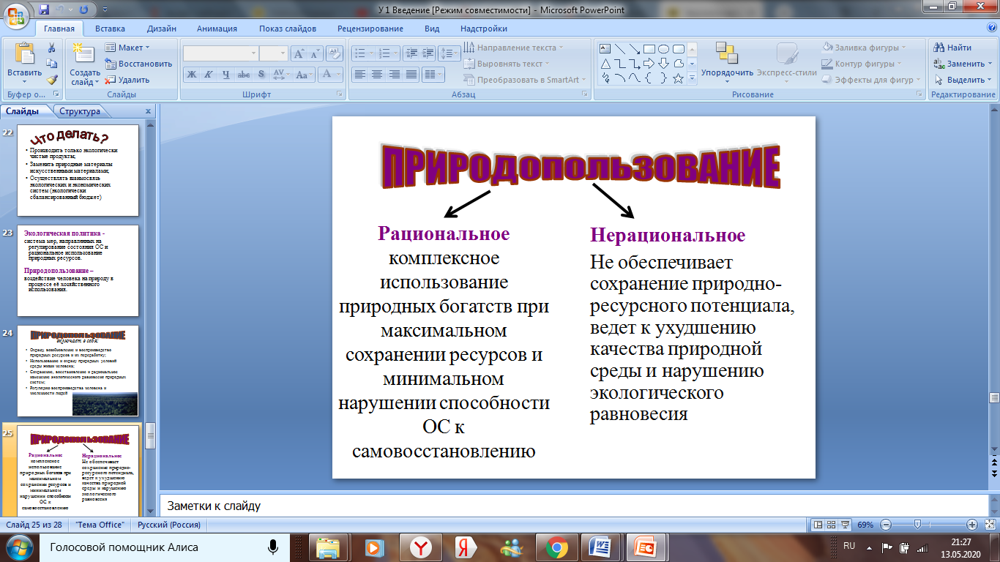 У 1 Введение [Режим совместимости] - Microsoft PowerPoint
Главная Вставка Дизайн Анимация Показ слайдов Рецензирование Вид Надстройки
Вставить
Буфер о...
Создать слайд
Макет
Восстановить
Удалить
Слайды
Ж К Ч abc S AV Aa A
Шрифт
Направление текста
Выровнять текст
Преобразовать в SmartArt
Абзац
Упорядочить
Экспресс-стили
Заливка фигуры
Контур фигуры
Эффекты для фигур
Рисование
Найти
Заменить
Выделить
Редактирование
Слайды Структура x
22
Что делать?
• Производить только экологически
чистые продукты;
• Заменить природные материалы
искусственными материалами;
• Осуществлять взаимосвязь
экологических и экономических
систем (экологически
сбалансированный бюджет)
23
Экологическая политика -
система мер, направленных на
регулирование состояния ОС и
рациональное использование
природных ресурсов.
Природопользование –
воздействие человека на природу в
процессе её хозяйственного
использования.
24
ПРИРОДОПОЛЬЗОВАНИЕ
включает в себя:
• Охрану, возобновление и воспроизводство
природных ресурсов и их переработку;
• Использование и охрану природных условий
среды жизни человека;
• Сохранение, восстановление и рациональное
изменение экологического равновесия природных
систем;
• Регуляцию воспроизводства человека и
численности людей
25
ПРИРОДОПОЛЬЗОВАНИЕ
Рациональное
комплексное
использование
природных богатств при
максимальном
сохранении ресурсов и
минимальном
нарушении способности
ОС к
самовосстановлению
Нерациональное
Не обеспечивает
сохранение природно-
ресурсного потенциала,
ведет к ухудшению
качества природной
среды и нарушению
экологического
равновесия
ПРИРОДОПОЛЬЗОВАНИЕ
Рациональное
комплексное
использование
природных богатств при
максимальном
сохранении ресурсов и
минимальном
нарушении способности
ОС к
самовосстановлению
Нерациональное
Не обеспечивает
сохранение природно-
ресурсного потенциала,
ведет к ухудшению
качества природной
среды и нарушению
экологического
равновесия
Заметки к слайду
Слайд 25 из 28 "Тема Office" Русский (Россия) 69%
Голосовой помощник Алиса
RU
21:27
13.05.2020